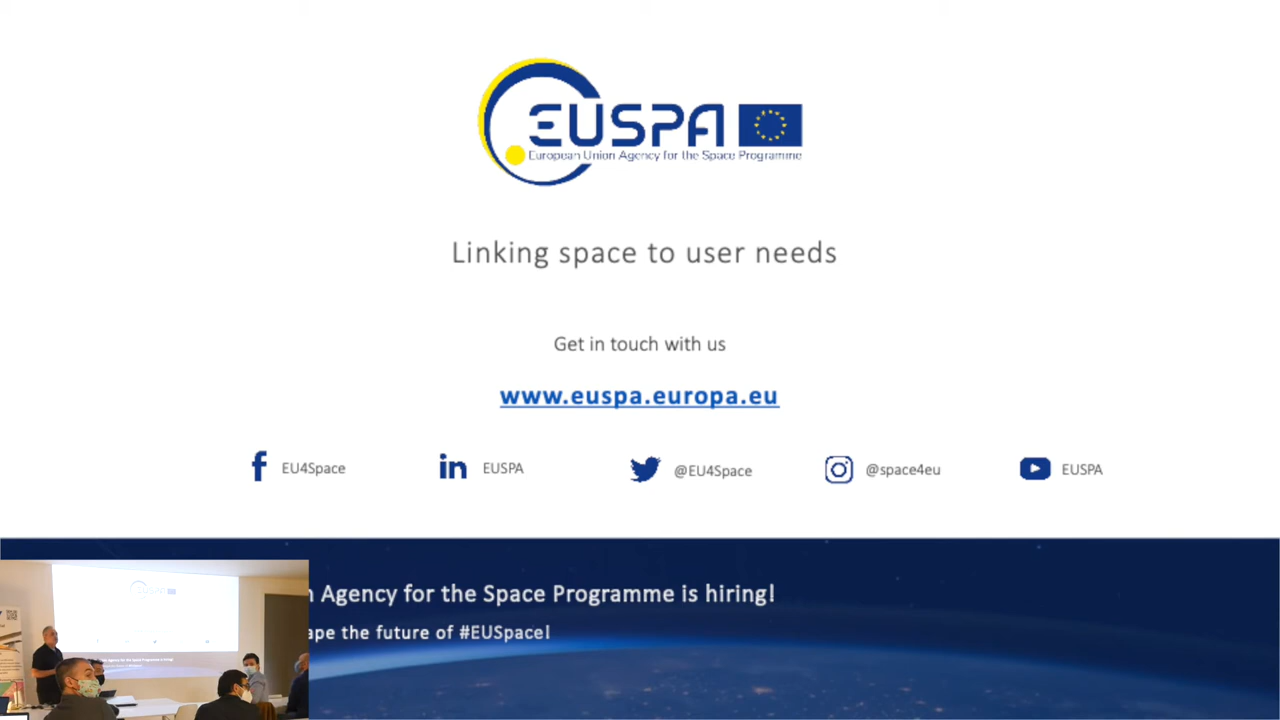 EUSPA
European Union Agency for the Space Programme
Linking space to user needs
Get in touch with us
www.euspa.europa.eu
EU4Space
EUSPA
@EU4Space
@space4eu
EUSPA
Agency for the Space Programme is hiring!
ape the future of #EUSpace!